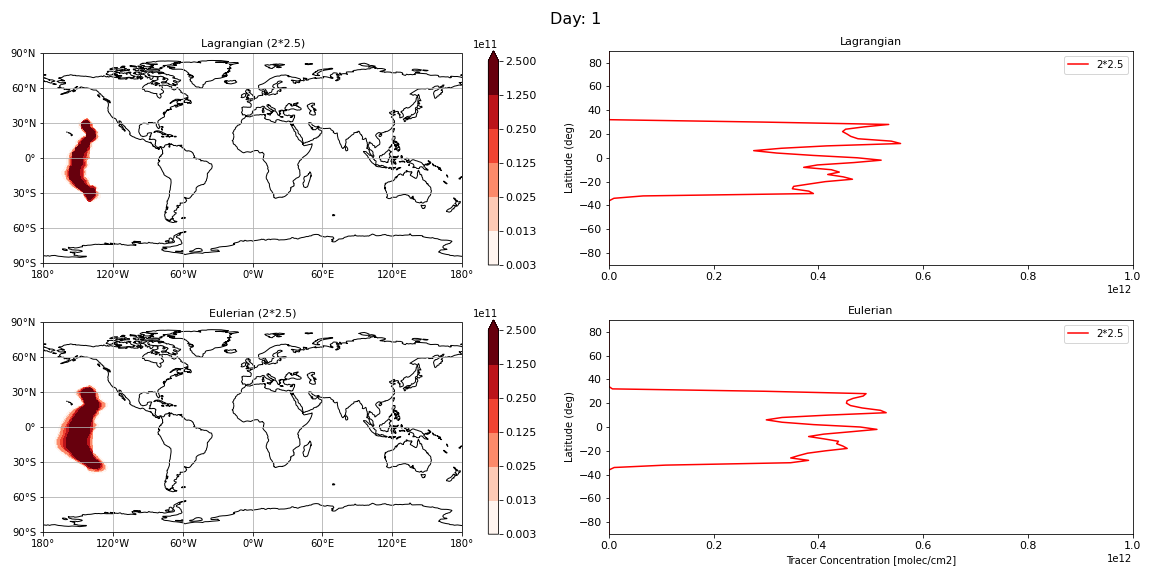 Day: 1
Lagrangian (2*2.5)
1e11
90°N
60°N
30°N
0°
30°S
60°S
90°S
180°
120°W
60°W
0°W
60°E
120°E
180°
2.500
1.250
0.250
0.125
0.025
0.013
0.003
Lagrangian
2*2.5
Latitude (deg)
80
60
40
20
0
−20
−40
−60
−80
0.0
0.2
0.4
0.6
0.8
1.0
1e12
Eulerian (2*2.5)
1e11
90°N
60°N
30°N
0°
30°S
60°S
90°S
180°
120°W
60°W
0°W
60°E
120°E
180°
2.500
1.250
0.250
0.125
0.025
0.013
0.003
Eulerian
2*2.5
Latitude (deg)
80
60
40
20
0
−20
−40
−60
−80
0.0
0.2
0.4
0.6
0.8
1.0
Tracer Concentration [molec/cm2]
1e12